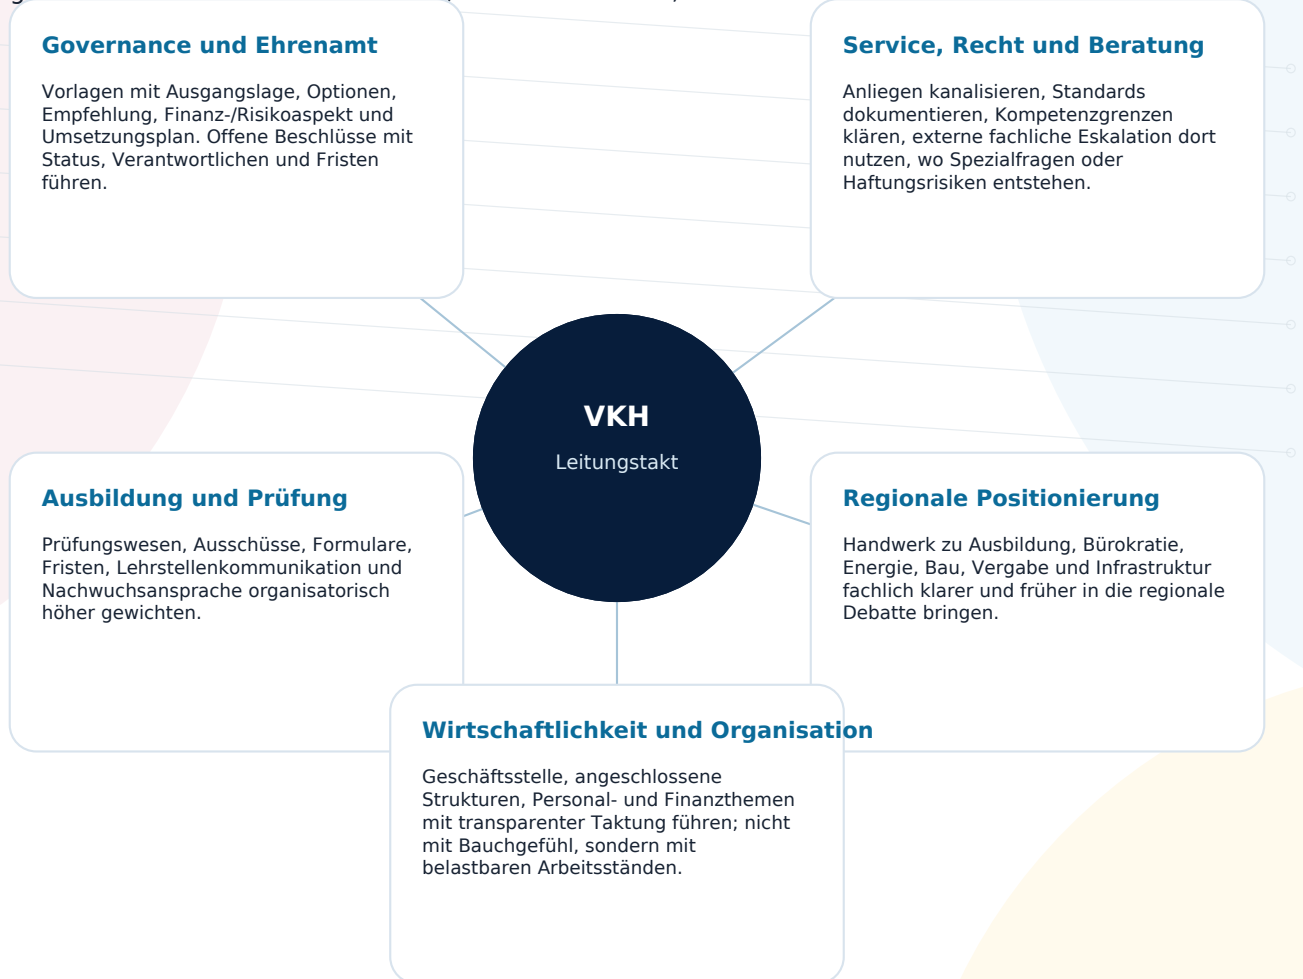 Governance und Ehrenamt
Vorlagen mit Ausgangslage, Optionen,
Empfehlung, Finanz-/Risikoaspekt und
Umsetzungsplan. Offene Beschlüsse mit
Status, Verantwortlichen und Fristen
führen.
Service, Recht und Beratung
Anliegen kanalisieren, Standards
dokumentieren, Kompetenzgrenzen
klären, externe fachliche Eskalation dort
nutzen, wo Spezialfragen oder
Haftungsrisiken entstehen.
VKH
Leitungstakt
Ausbildung und Prüfung
Prüfungswesen, Ausschüsse, Formulare,
Fristen, Lehrstellenkommunikation und
Nachwuchsansprache organisatorisch
höher gewichten.
Regionale Positionierung
Handwerk zu Ausbildung, Bürokratie,
Energie, Bau, Vergabe und Infrastruktur
fachlich klarer und früher in die regionale
Debatte bringen.
Wirtschaftlichkeit und Organisation
Geschäftsstelle, angeschlossene
Strukturen, Personal- und Finanzthemen
mit transparenter Taktung führen; nicht
mit Bauchgefühl, sondern mit
belastbaren Arbeitsständen.